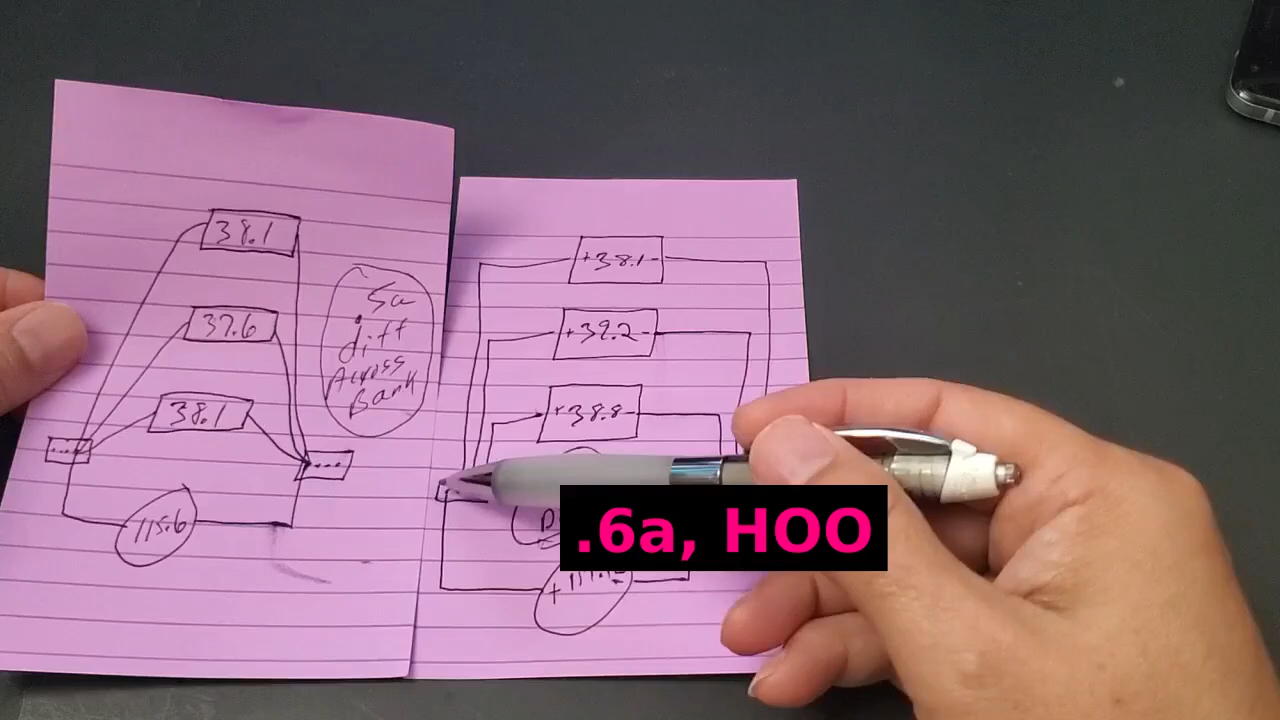 38.1
37.6
38.1
115.6
.5a
diff
Across
Bank
+38.1-
+39.2-
+38.8-
D
.6a, HOO